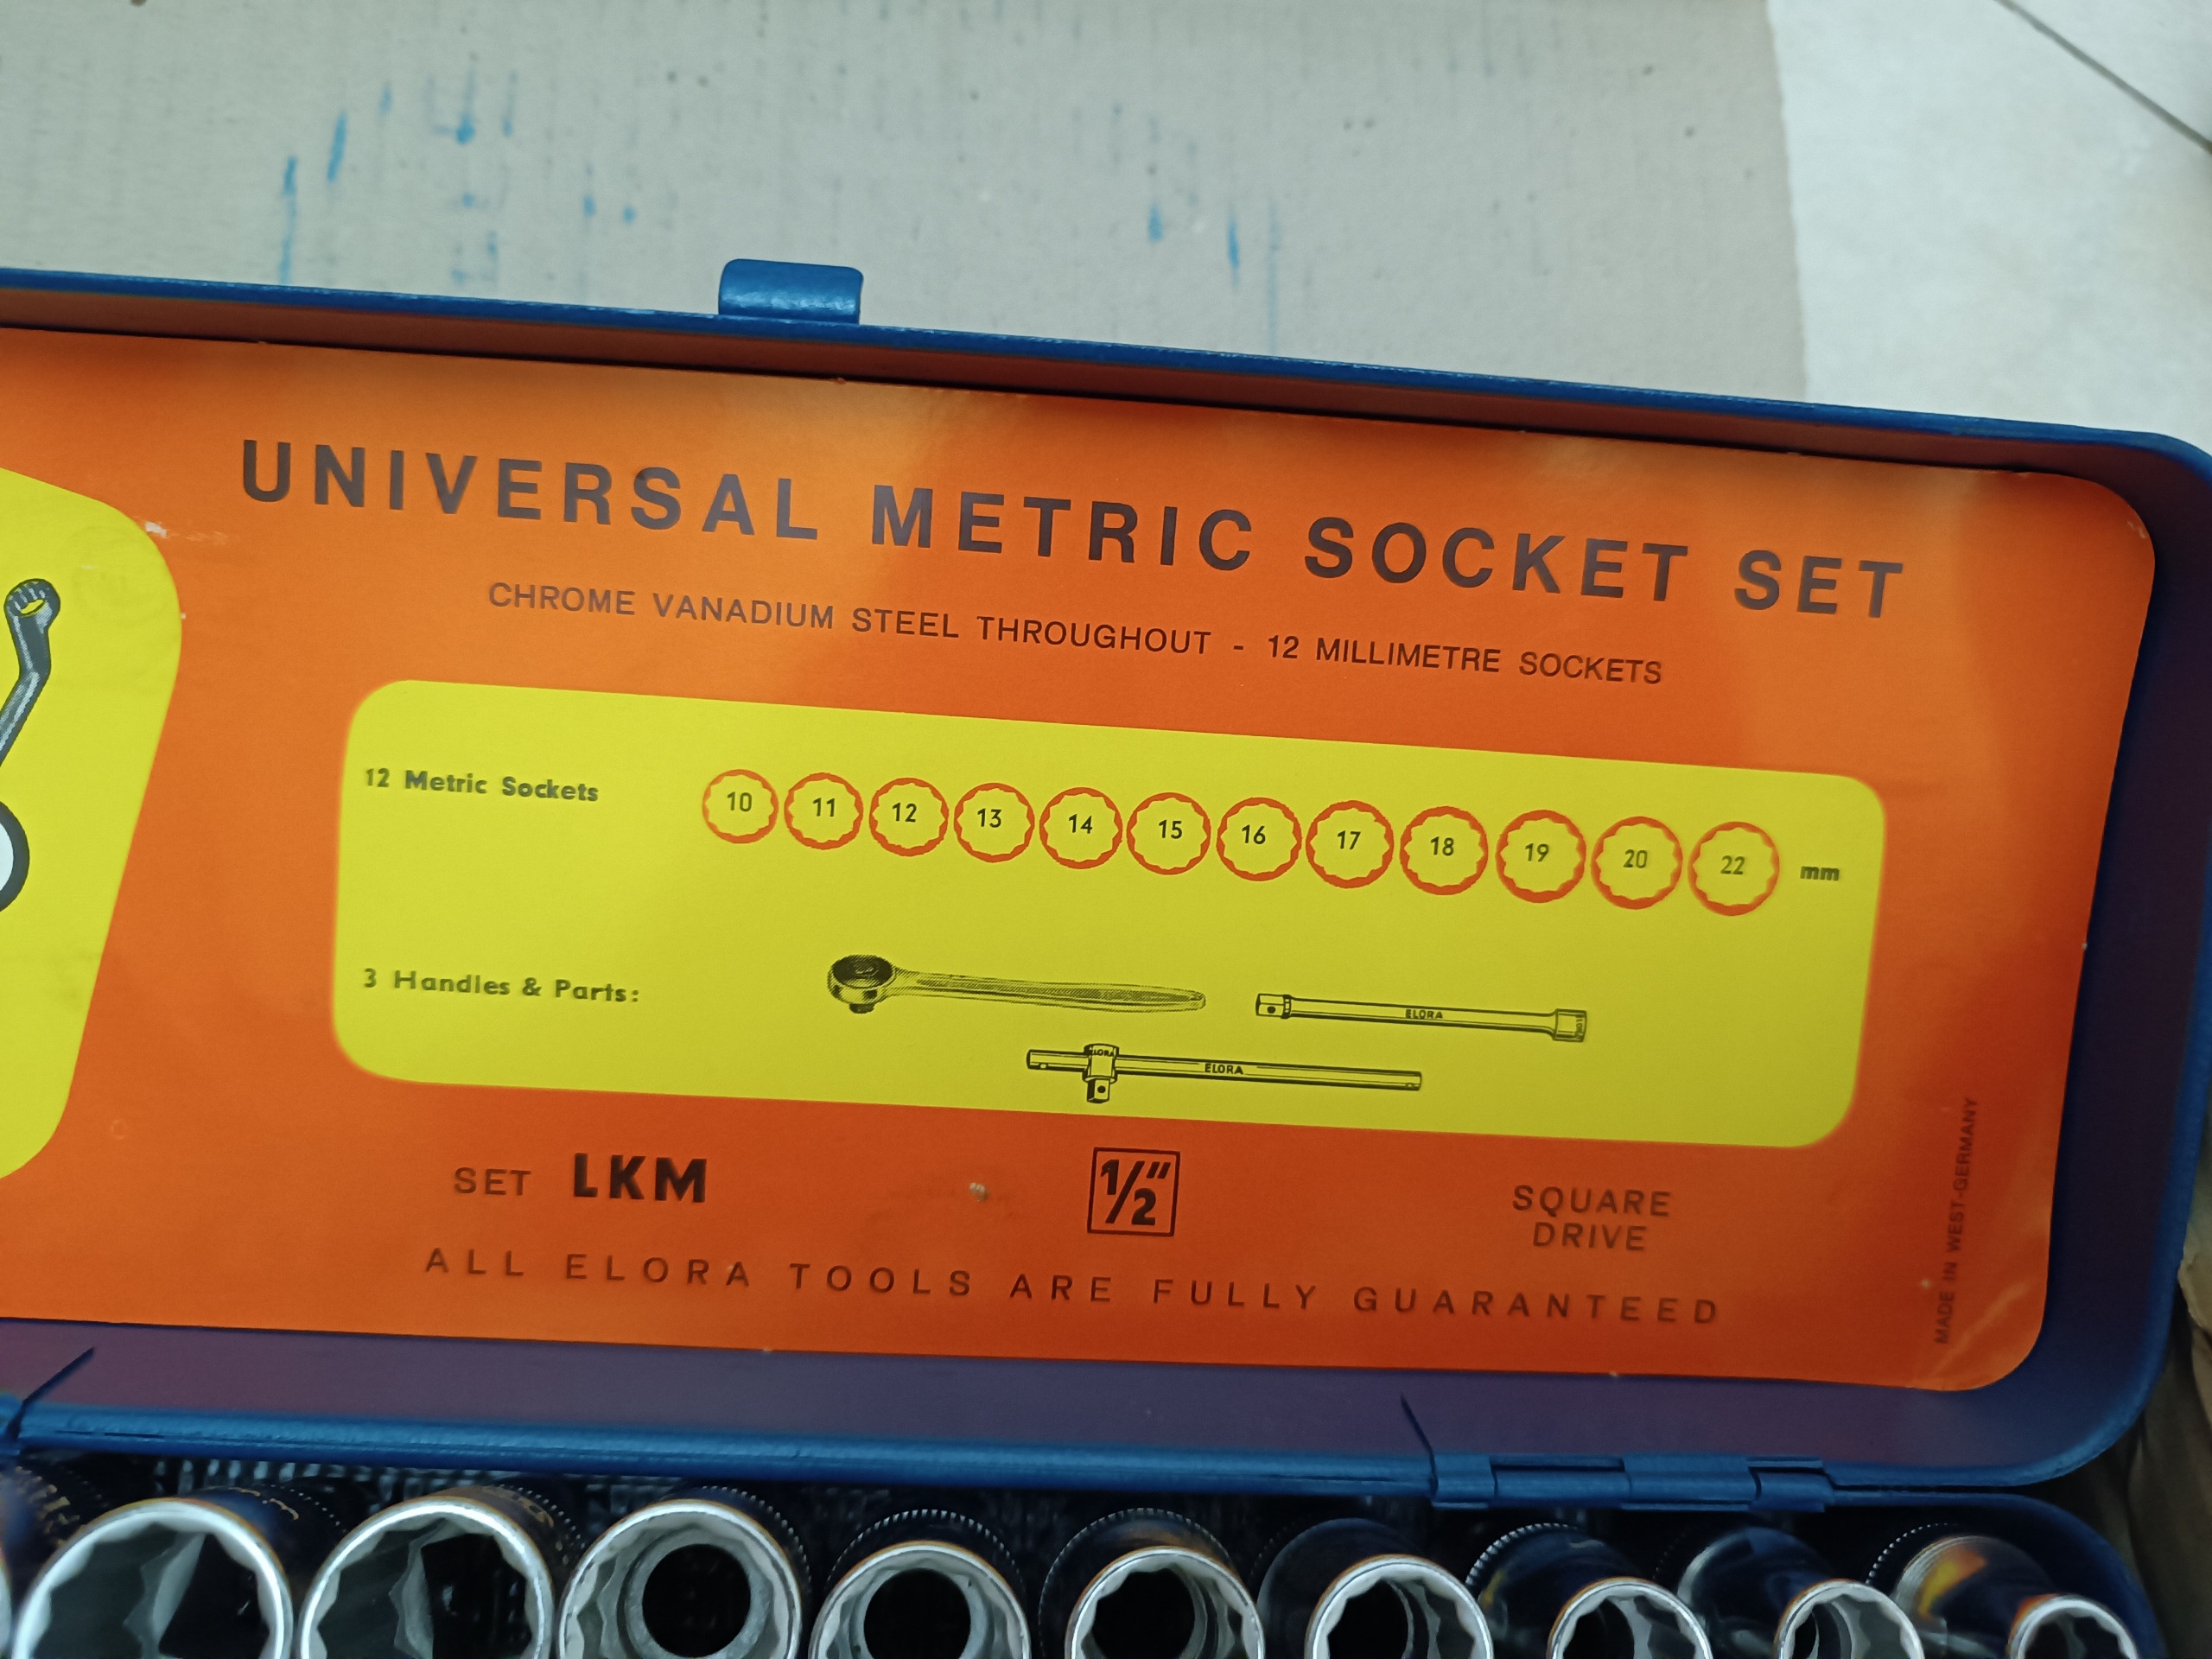 UNIVERSAL METRIC SOCKET SET
CHROME VANADIUM STEEL THROUGHOUT - 12 MILLIMETRE SOCKETS
12 Metric Sockets 10 11 12 13 14 15 16 17 18 19 20 22 mm
3 Handles & Parts:
ELORA
ELORA
ELORA
SET LKM 1/2" SQUARE
DRIVE
ALL ELORA TOOLS ARE FULLY GUARANTEED
MADE IN WEST-GERMANY